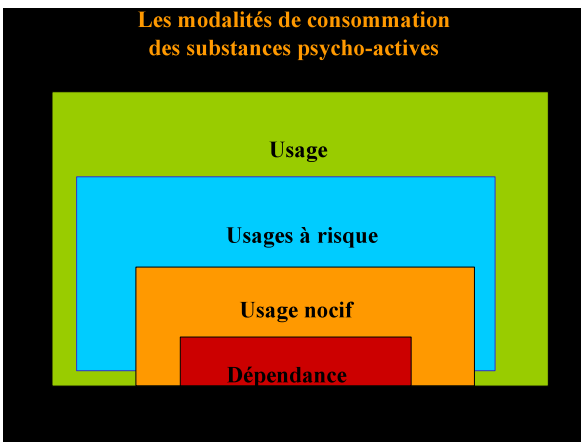 Les modalités de consommation
des substances psycho-actives
Usage
Usages à risque
Usage nocif
Dépendance